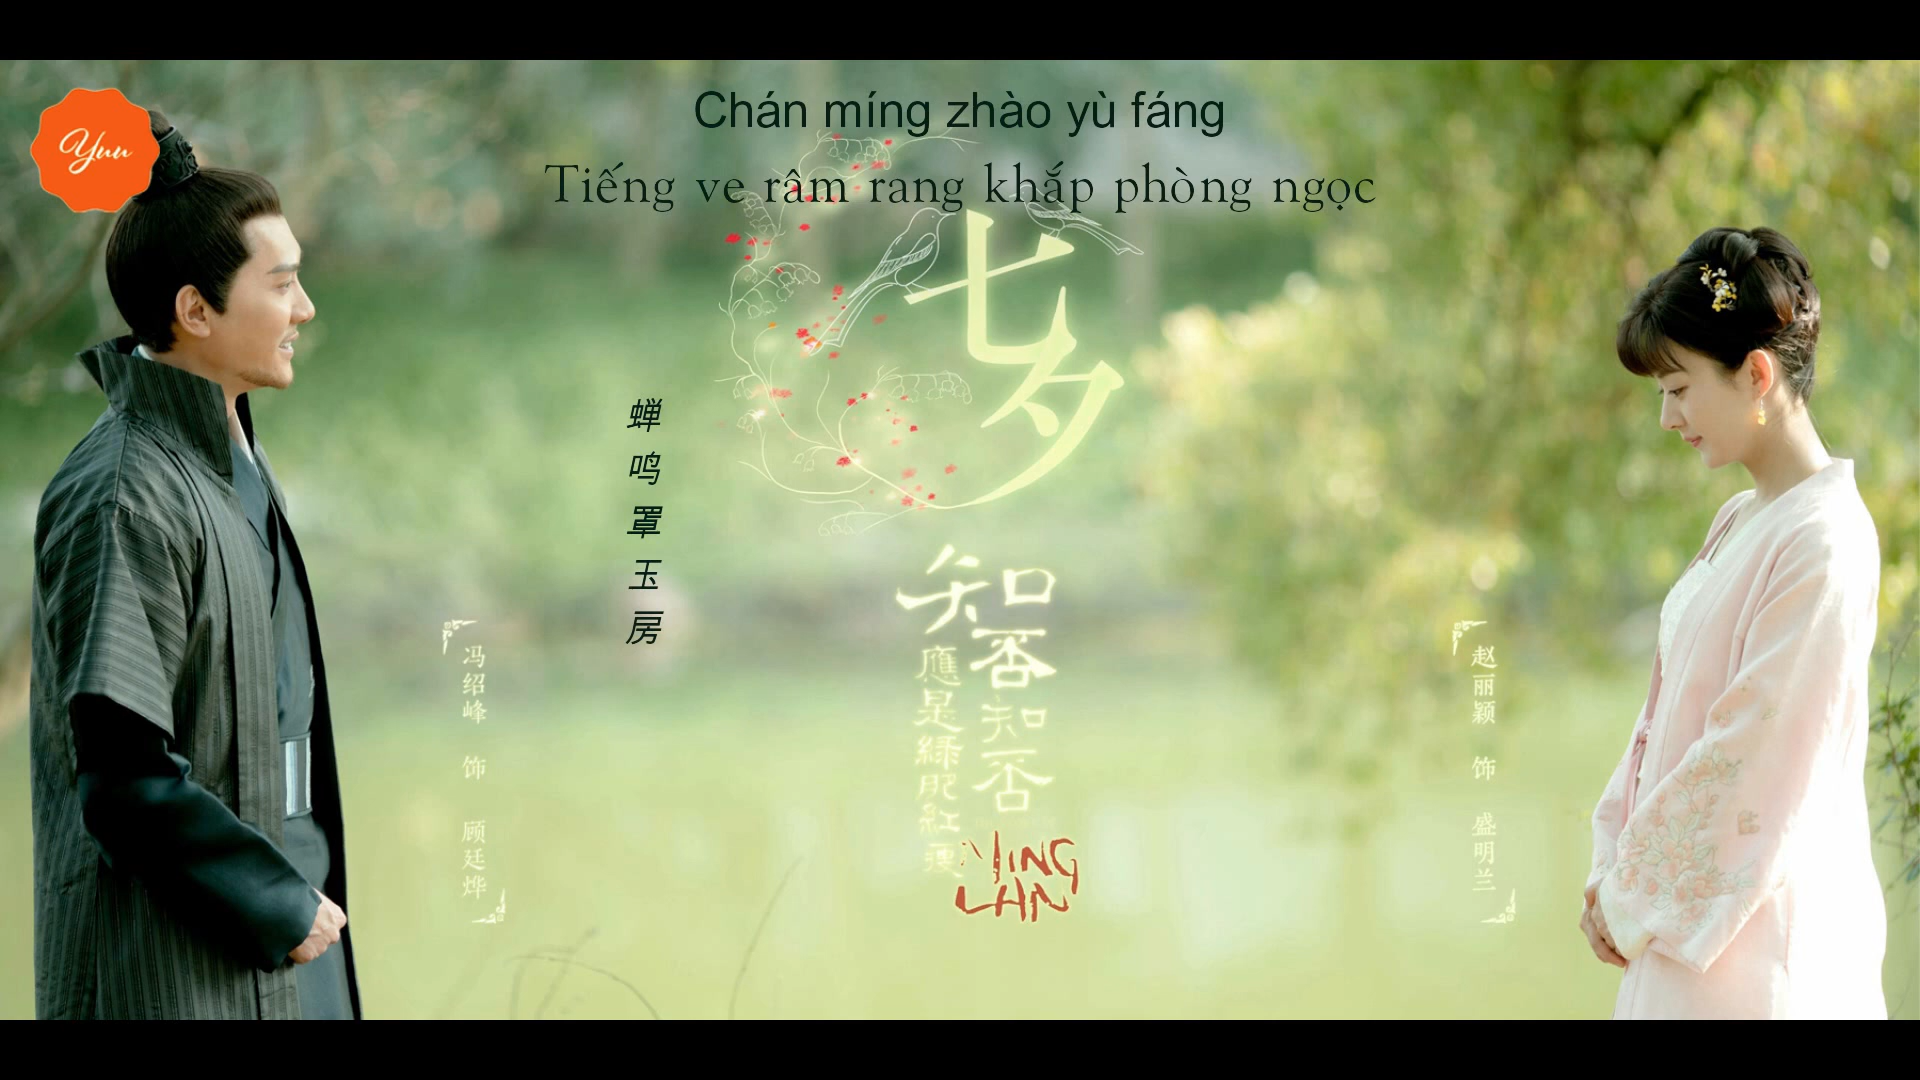 Yuu
Chán míng zhào yù fáng
Tiếng ve râm rang khắp phòng ngọc
七夕
蝉鸣罩玉房
知否知否
應是緑肥紅瘦
MING
LAN
冯绍峰 饰 顾廷烨
赵丽颖 饰 盛明兰